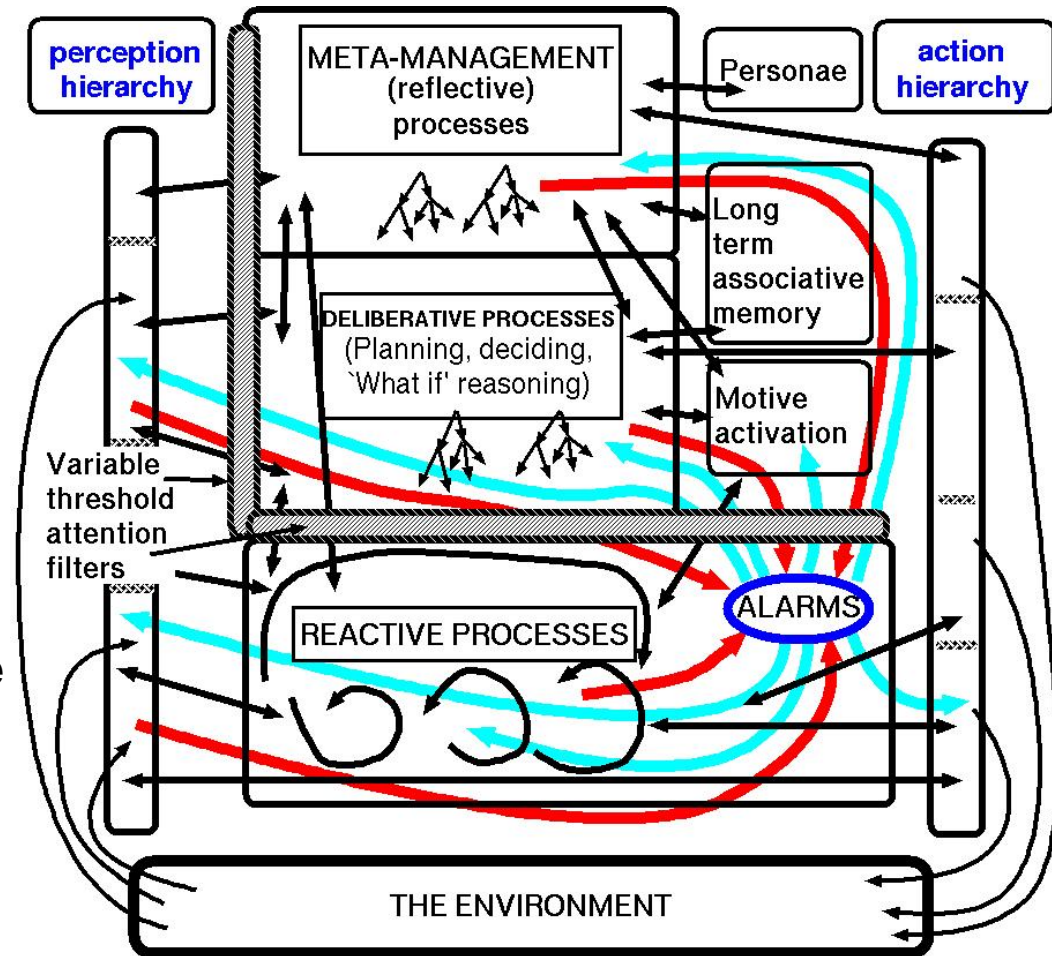 perception
hierarchy
META-MANAGEMENT
(reflective)
processes
Personae
action
hierarchy
Long
term
associative
memory
DELIBERATIVE PROCESSES
(Planning, deciding,
`What if' reasoning)
Motive
activation
Variable
threshold
attention
filters
ALARMS
REACTIVE PROCESSES
e
THE ENVIRONMENT